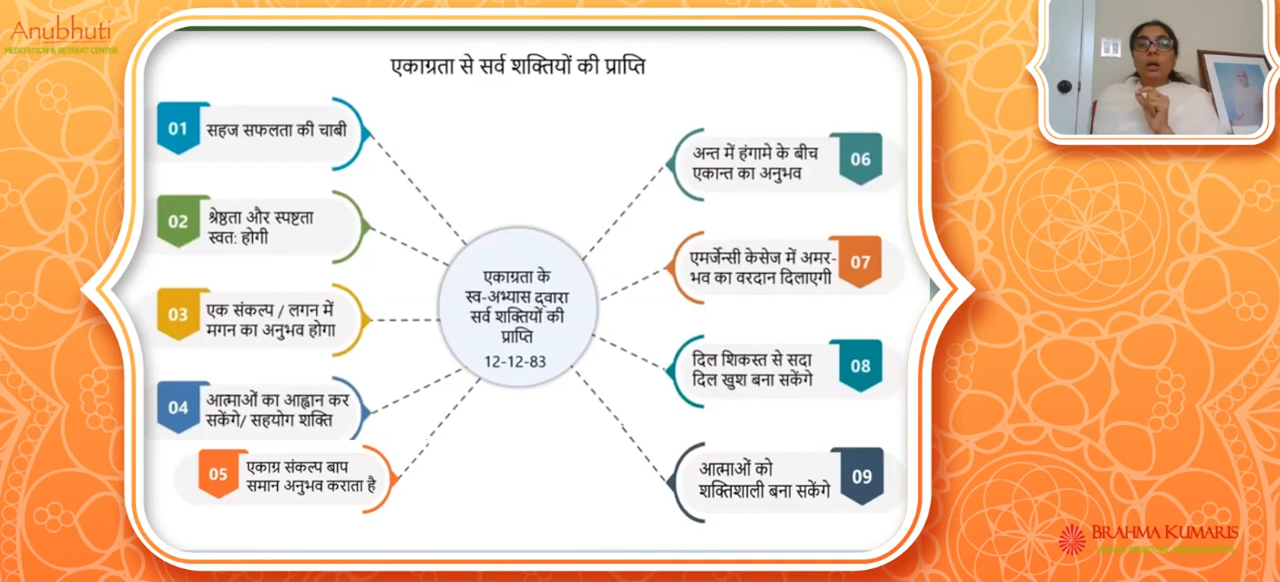 Anubhuti
MEDITATION & RETREAT CENTER
एकाग्रता से सर्व शक्तियों की प्राप्ति
01
सहज सफलता की चाबी
02
श्रेष्ठता और स्पष्टता
स्वत: होगी
03
एक संकल्प / लगन में
मगन का अनुभव होगा
04
आत्माओं का आह्वान कर
सकेंगे/ सहयोग शक्ति
05
एकाग्र संकल्प बाप
समान अनुभव कराता है
एकाग्रता के
स्व-अभ्यास द्वारा
सर्व शक्तियों की
प्राप्ति
12-12-83
06
अन्त में हंगामे के बीच
एकान्त का अनुभव
07
एमर्जेन्सी केसेज में अमर-
भव का वरदान दिलाएगी
08
दिल शिकस्त से सदा
दिल खुश बना सकेंगे
09
आत्माओं को
शक्तिशाली बना सकेंगे
BRAHMA KUMARIS